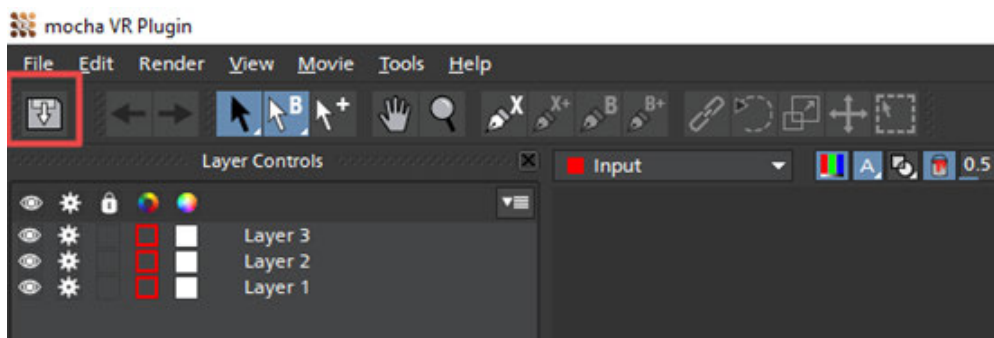 mocha VR Plugin
File Edit Render View Movie Tools Help
B + X X+ B B+
Layer Controls
Input
A 0.5
Layer 3
Layer 2
Layer 1